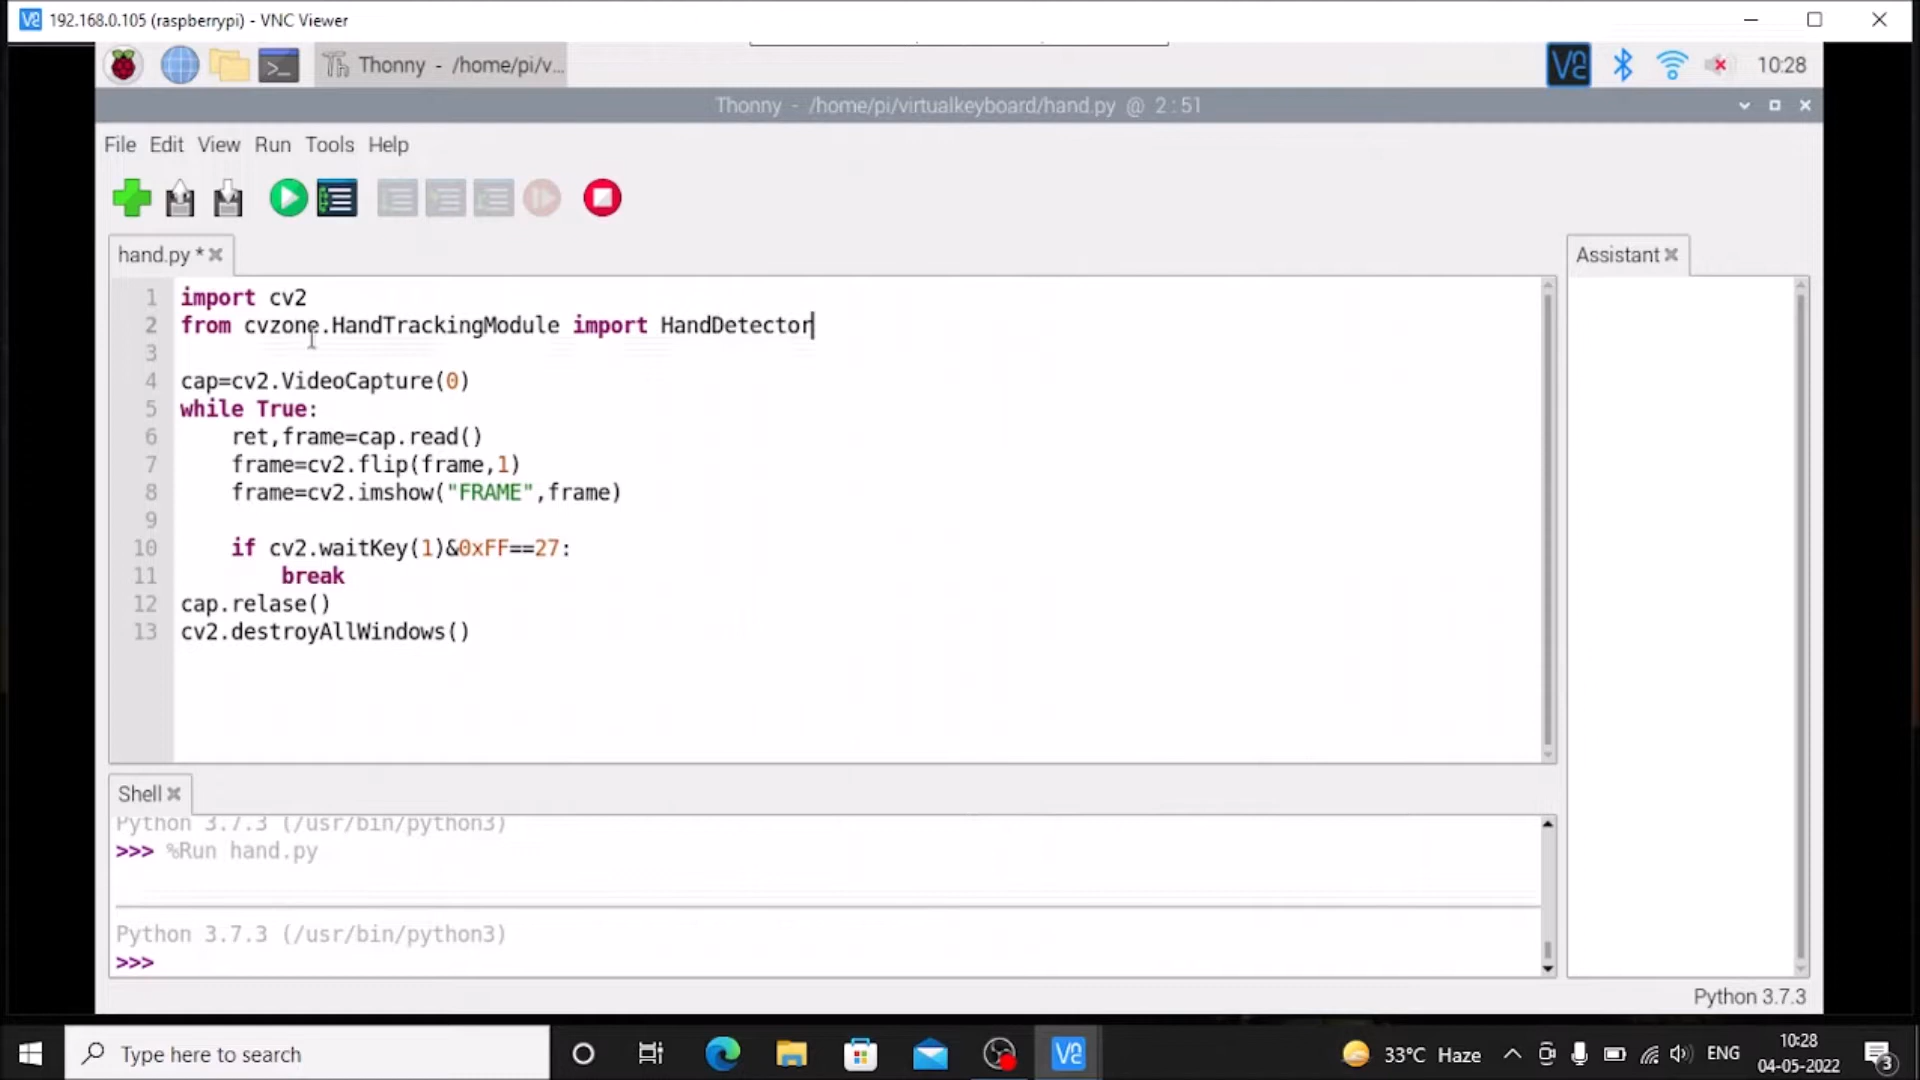 192.168.0.105 (raspberrypi) - VNC Viewer
Thonny - /home/pi/v...
10:28
Thonny - /home/pi/virtualkeyboard/hand.py @ 2:51
File Edit View Run Tools Help
hand.py *
Assistant
1 import cv2
2 from cvzone.HandTrackingModule import HandDetector
3
4 cap=cv2.VideoCapture(0)
5 while True:
6     ret,frame=cap.read()
7     frame=cv2.flip(frame,1)
8     frame=cv2.imshow("FRAME",frame)
9
10     if cv2.waitKey(1)&0xFF==27:
11         break
12 cap.relase()
13 cv2.destroyAllWindows()
Shell
Python 3.7.3 (/usr/bin/python3)
>>> %Run hand.py
Python 3.7.3 (/usr/bin/python3)
>>>
Python 3.7.3
Type here to search
33°C Haze
ENG
10:28
04-05-2022
3